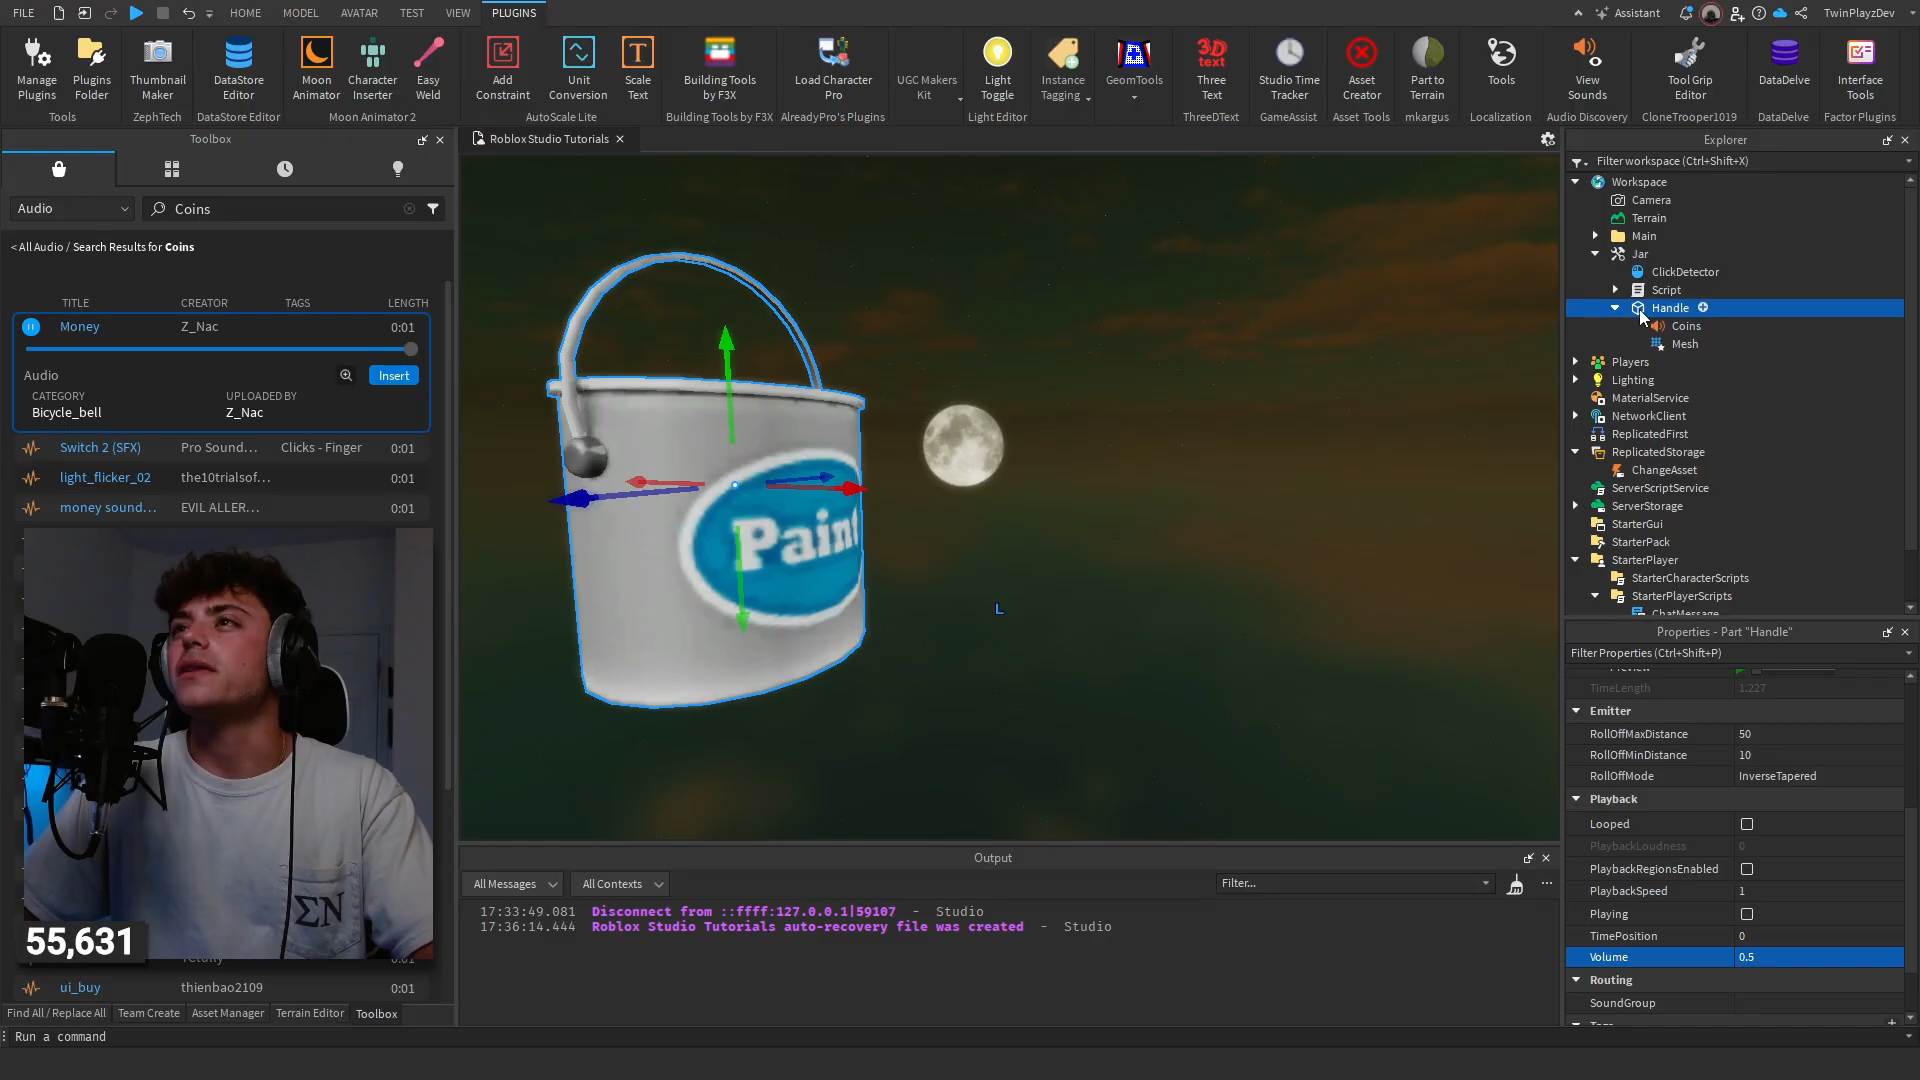 FILE HOME MODEL AVATAR TEST VIEW PLUGINS Assistant TwinPlayzDev
Manage Plugins
Plugins Folder
Thumbnail Maker
DataStore Editor
Moon Animator
Character Inserter
Easy Weld
Add Constraint
Unit Conversion
Scale Text
Building Tools by F3X
Load Character Pro
UGC Makers Kit
Light Toggle
Instance Tagging
GeomTools
Three Text
Studio Time Tracker
Asset Creator
Part to Terrain
Tools
View Sounds
Tool Grip Editor
DataDelve
Interface Tools
Tools ZephTech DataStore Editor Moon Animator 2 AutoScale Lite Building Tools by F3X AlreadyPro's Plugins Light Editor ThreeDText GameAssist Asset Tools mkargus Localization Audio Discovery CloneTrooper1019 DataDelve Factor Plugins
Toolbox
Audio
Coins
< All Audio / Search Results for Coins
TITLE CREATOR TAGS LENGTH
Money Z_Nac 0:01
Audio Insert
CATEGORY UPLOADED BY
Bicycle_bell Z_Nac
Switch 2 (SFX) Pro Sound... Clicks - Finger 0:01
light_flicker_02 the10trialsof... 0:01
money sound... EVIL ALLER... 0:01
ΣN
55,631
ui_buy thienbao2109 0:01
Find All / Replace All Team Create Asset Manager Terrain Editor Toolbox
Run a command
Roblox Studio Tutorials
3D text
Paint
L
Output
All Messages All Contexts Filter...
17:33:49.081 Disconnect from ::ffff:127.0.0.1|59107 - Studio
17:36:14.444 Roblox Studio Tutorials auto-recovery file was created - Studio
Explorer
Filter workspace (Ctrl+Shift+X)
Workspace
Camera
Terrain
Main
Jar
ClickDetector
Script
Handle
Coins
Mesh
Players
Lighting
MaterialService
NetworkClient
ReplicatedFirst
ReplicatedStorage
ChangeAsset
ServerScriptService
ServerStorage
StarterGui
StarterPack
StarterPlayer
StarterCharacterScripts
StarterPlayerScripts
ChatMessage
Properties - Part "Handle"
Filter Properties (Ctrl+Shift+P)
TimeLength 1.227
Emitter
RollOffMaxDistance 50
RollOffMinDistance 10
RollOffMode InverseTapered
Playback
Looped
PlaybackLoudness 0
PlaybackRegionsEnabled
PlaybackSpeed 1
Playing
TimePosition 0
Volume 0.5
Routing
SoundGroup